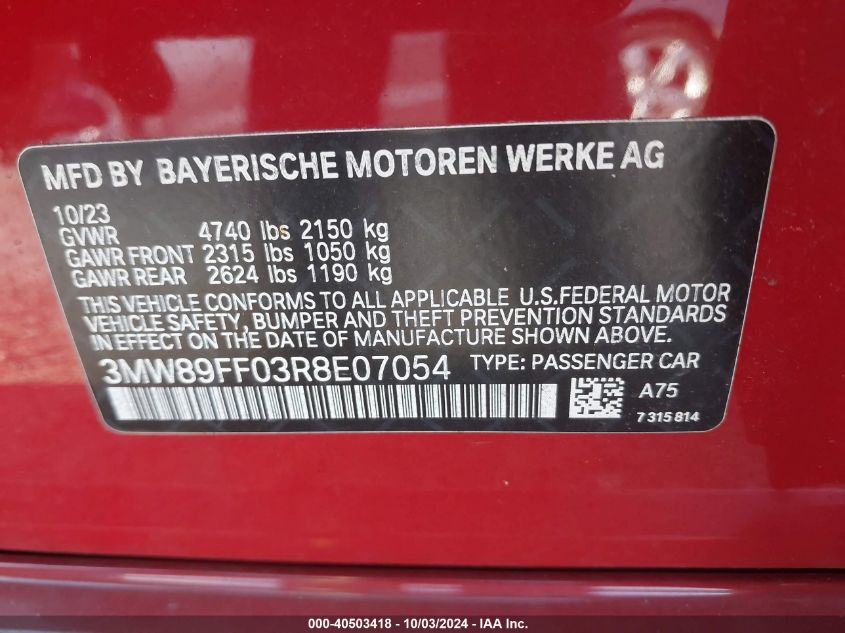 MFD BY BAYERISCHE MOTOREN WERKE AG
10/23
GVWR 4740 lbs 2150 kg
GAWR FRONT 2315 lbs 1050 kg
GAWR REAR 2624 lbs 1190 kg
THIS VEHICLE CONFORMS TO ALL APPLICABLE U.S.FEDERAL MOTOR
VEHICLE SAFETY, BUMPER AND THEFT PREVENTION STANDARDS
IN EFFECT ON THE DATE OF MANUFACTURE SHOWN ABOVE.
3MW89FF03R8E07054 TYPE: PASSENGER CAR
A75
7 315 814
000-40503418 - 10/03/2024 - IAA Inc.